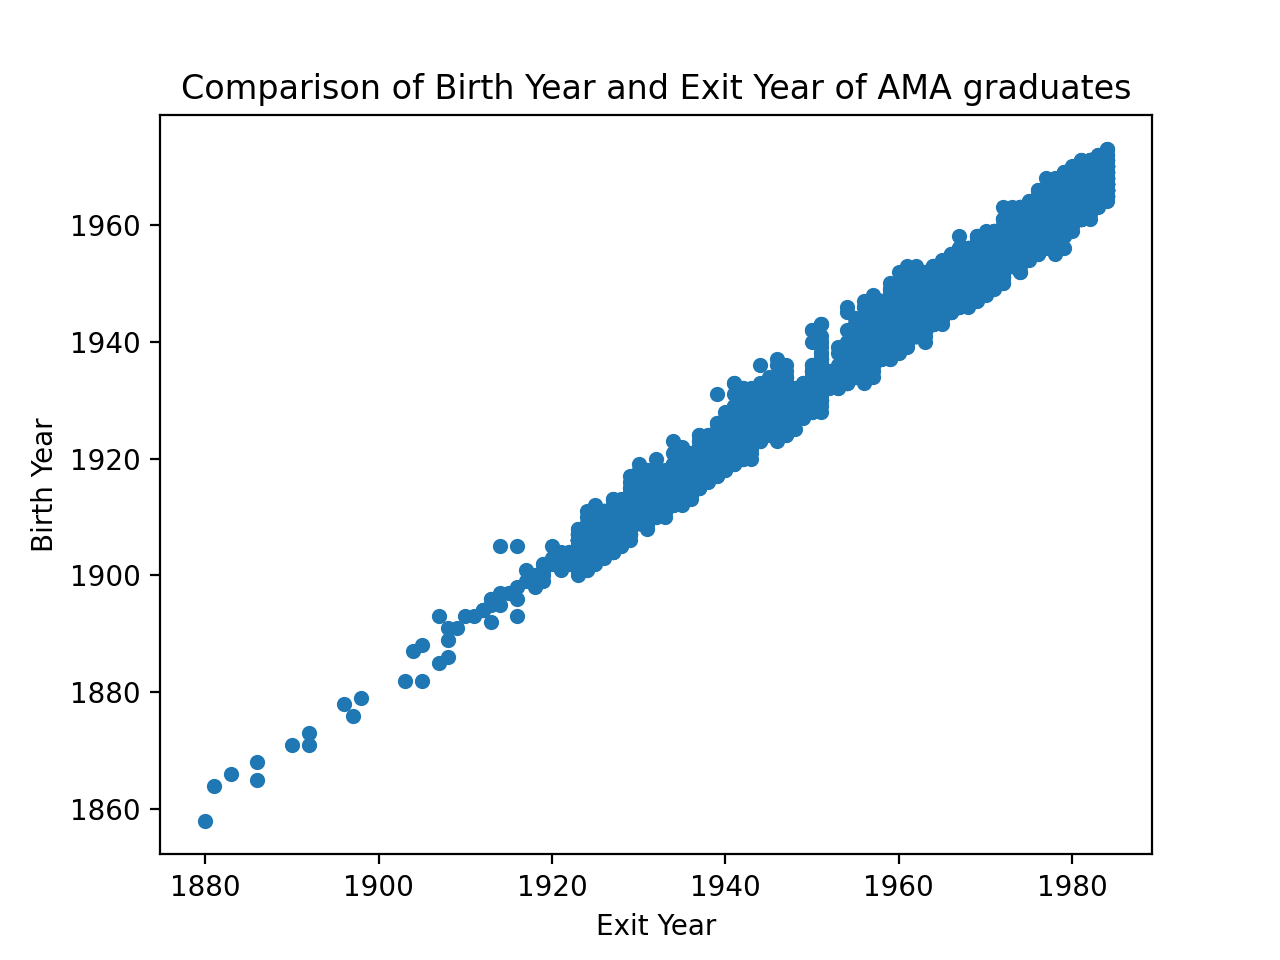 Comparison of Birth Year and Exit Year of AMA graduates
Birth Year
1960
1940
1920
1900
1880
1860
1880 1900 1920 1940 1960 1980
Exit Year